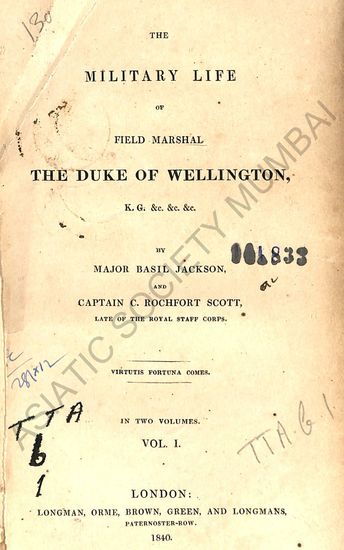 130
THE
MILITARY LIFE
OF
FIELD MARSHAL
THE DUKE OF WELLINGTON,
K. G. &c. &c. &c.
BY
MAJOR BASIL JACKSON,
AND
CAPTAIN C. ROCHFORT SCOTT,
LATE OF THE ROYAL STAFF CORPS.
VIRTUTIS FORTUNA COMES.
IN TWO VOLUMES.
VOL. I.
TTA
b
1
TTA b 1.
LONDON:
LONGMAN, ORME, BROWN, GREEN, AND LONGMANS,
PATERNOSTER-ROW.
1840.
ASIATIC SOCIETY MUMBAI